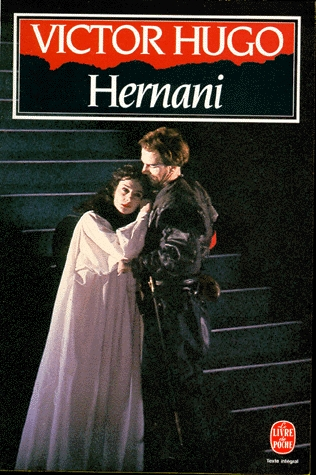 VICTOR HUGO
Hernani
Le
LIVRE
de
POCHE
Texte intégral